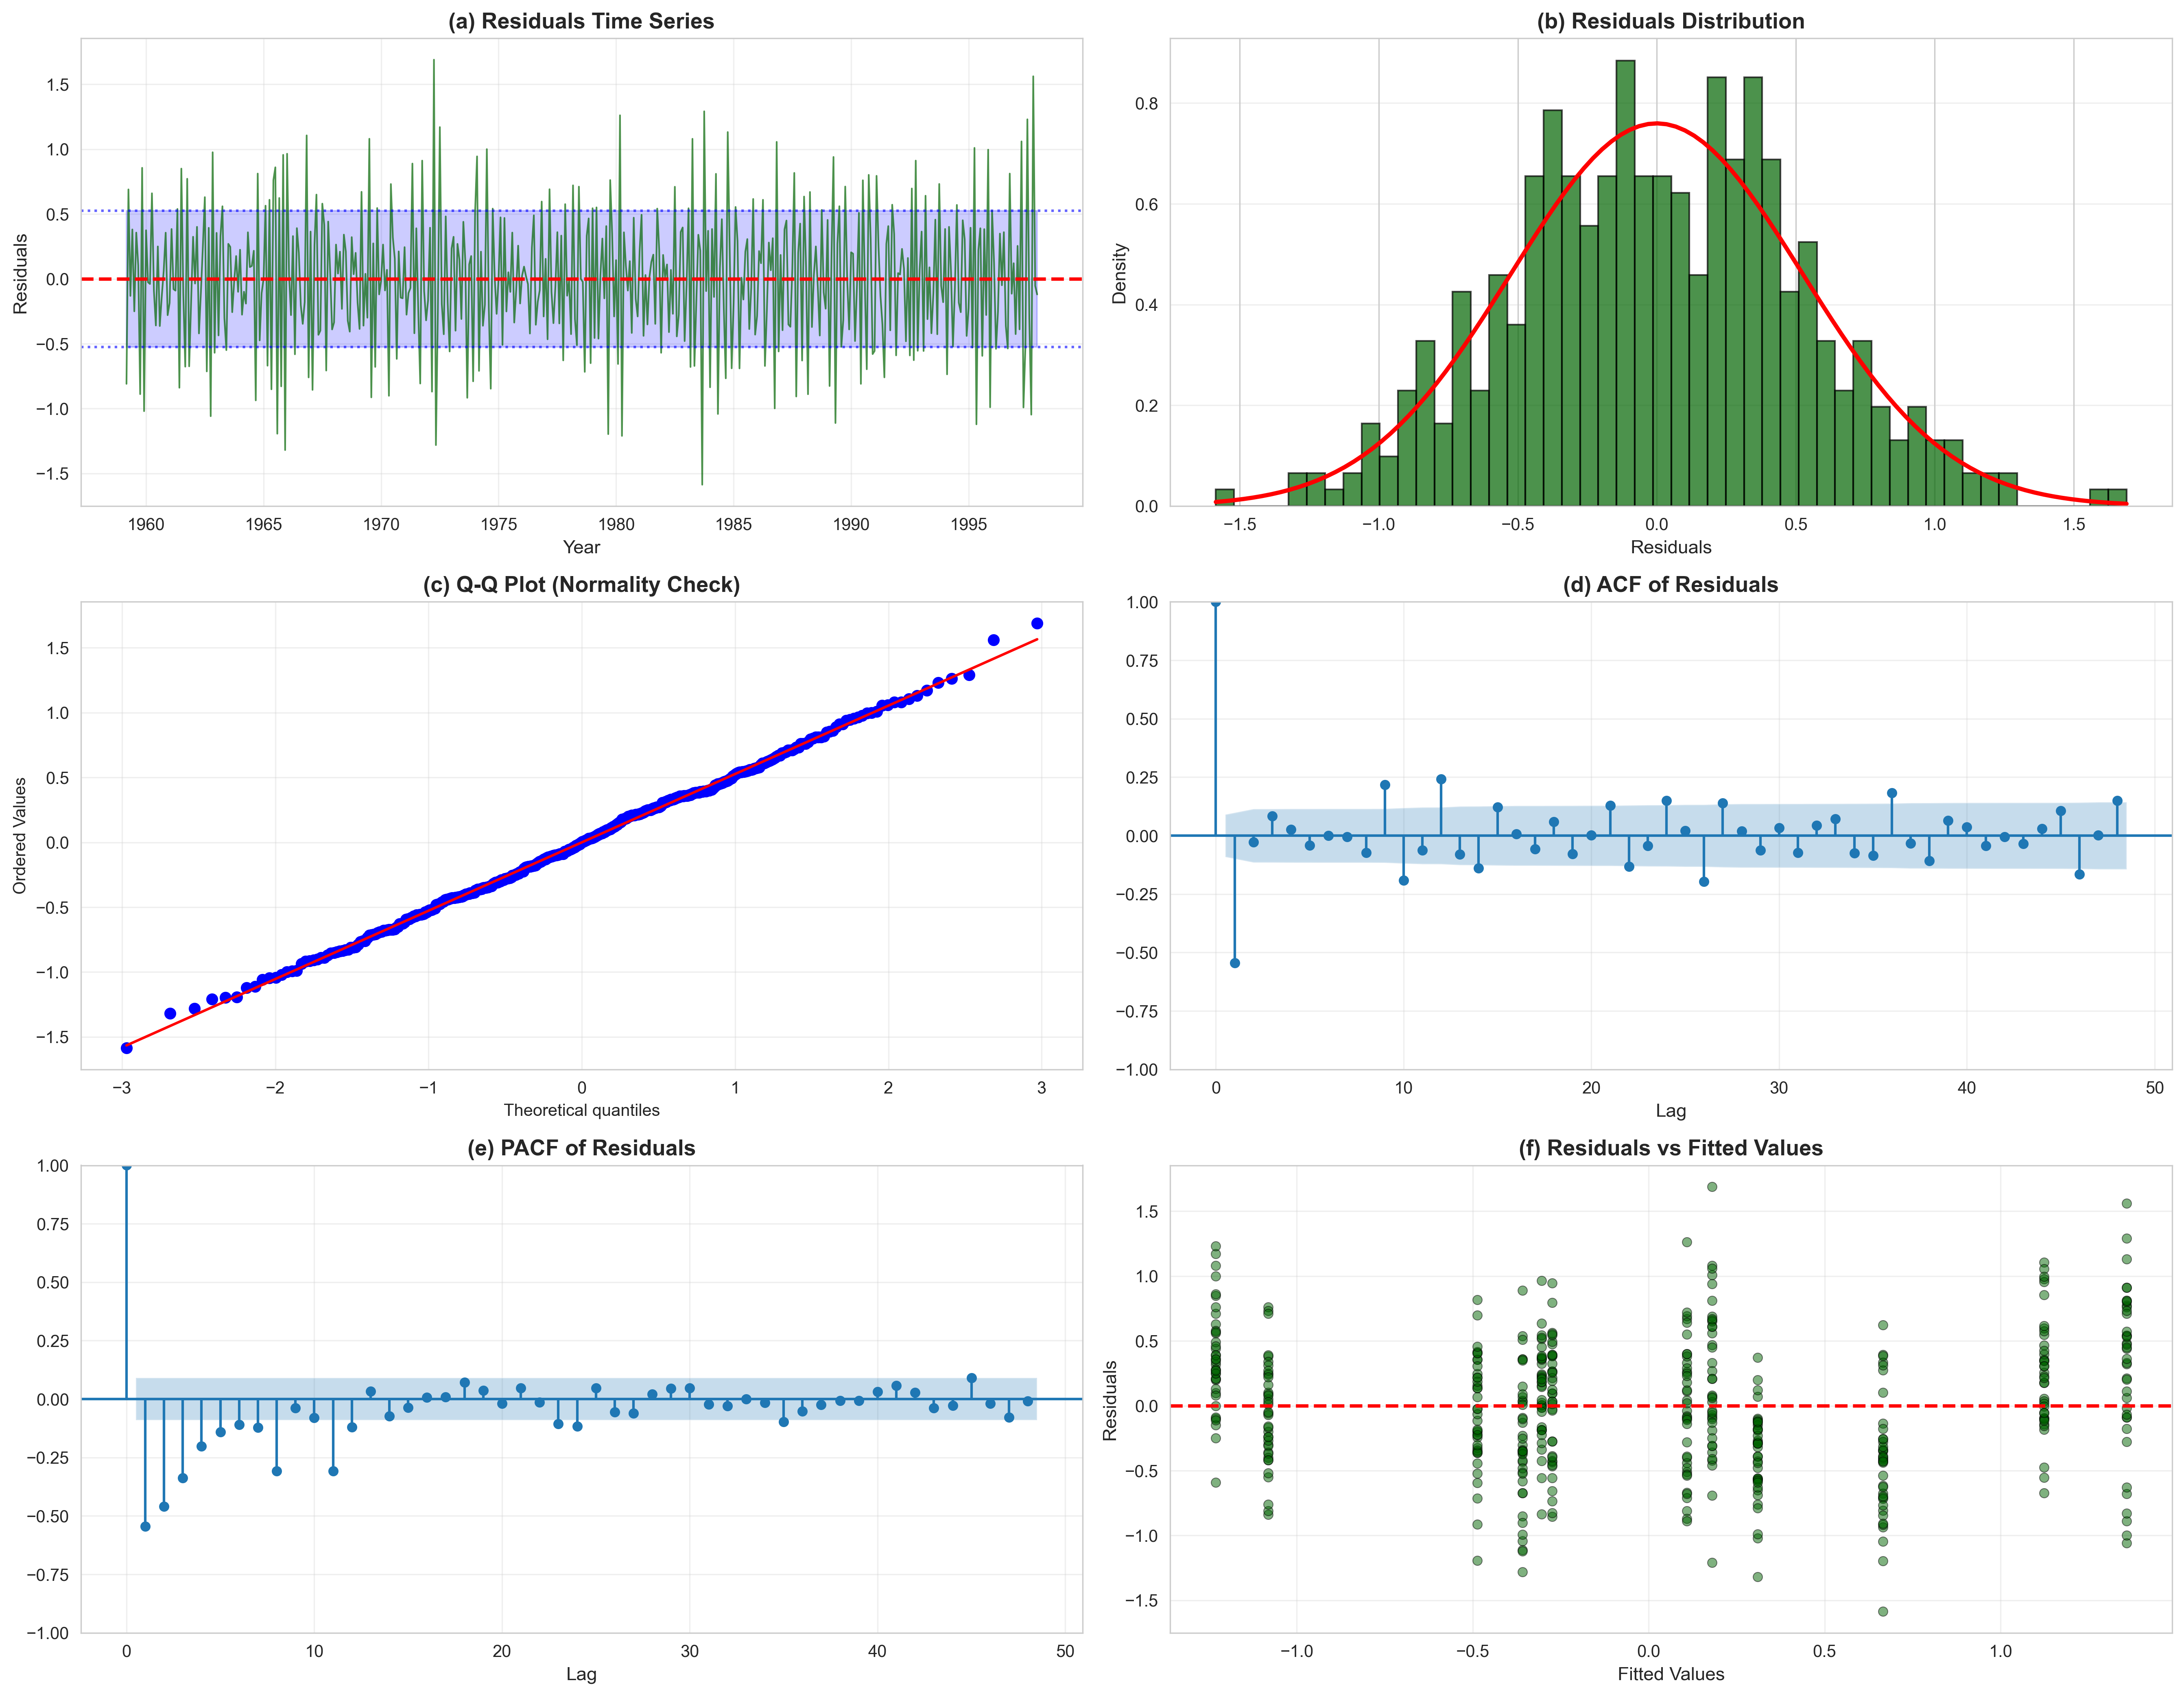 (a) Residuals Time Series
Residuals
1.5
1.0
0.5
0.0
−0.5
−1.0
−1.5
1960 1965 1970 1975 1980 1985 1990 1995
Year
(b) Residuals Distribution
Density
0.8
0.6
0.4
0.2
0.0
−1.5 −1.0 −0.5 0.0 0.5 1.0 1.5
Residuals
(c) Q-Q Plot (Normality Check)
Ordered Values
1.5
1.0
0.5
0.0
−0.5
−1.0
−1.5
−3 −2 −1 0 1 2 3
Theoretical quantiles
(d) ACF of Residuals
1.00
0.75
0.50
0.25
0.00
−0.25
−0.50
−0.75
−1.00
0 10 20 30 40 50
Lag
(e) PACF of Residuals
1.00
0.75
0.50
0.25
0.00
−0.25
−0.50
−0.75
−1.00
0 10 20 30 40 50
Lag
(f) Residuals vs Fitted Values
Residuals
1.5
1.0
0.5
0.0
−0.5
−1.0
−1.5
−1.0 −0.5 0.0 0.5 1.0
Fitted Values